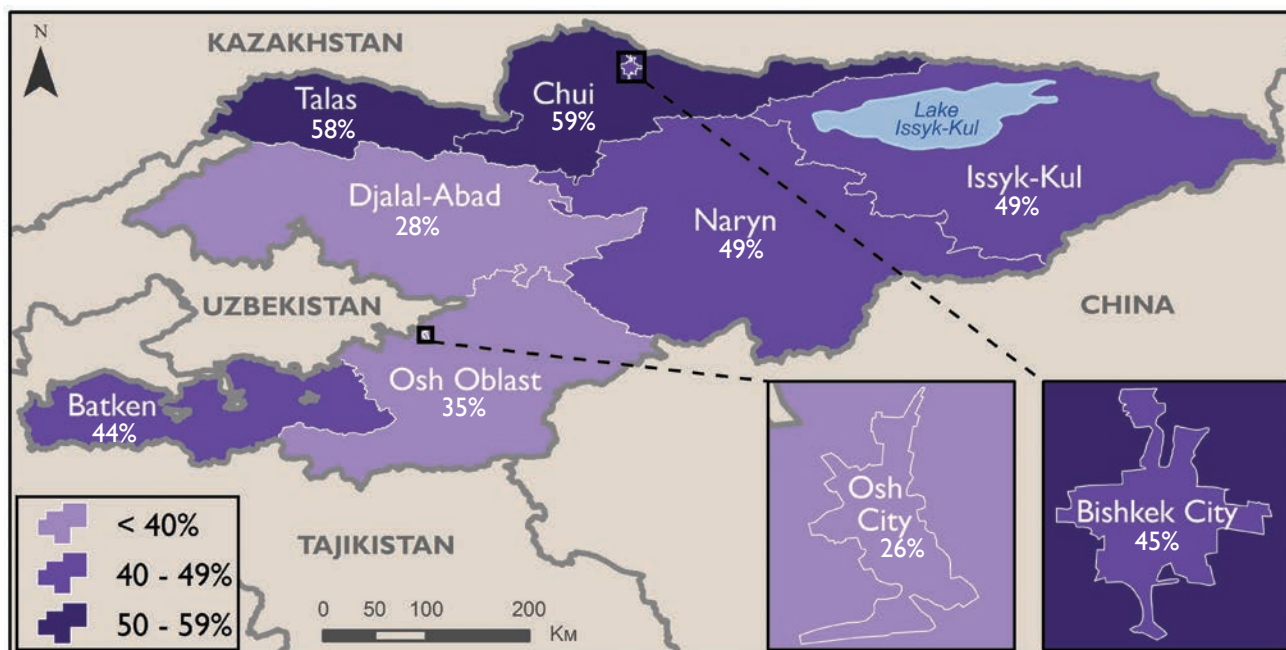 N
KAZAKHSTAN
Talas
58%
Chui
59%
Lake
Issyk-Kul
Issyk-Kul
49%
Djalal-Abad
28%
Naryn
49%
UZBEKISTAN
CHINA
Osh Oblast
35%
Batken
44%
Osh
City
26%
Bishkek City
45%
< 40%
40 - 49%
50 - 59%
TAJIKISTAN
0 50 100 200
KM